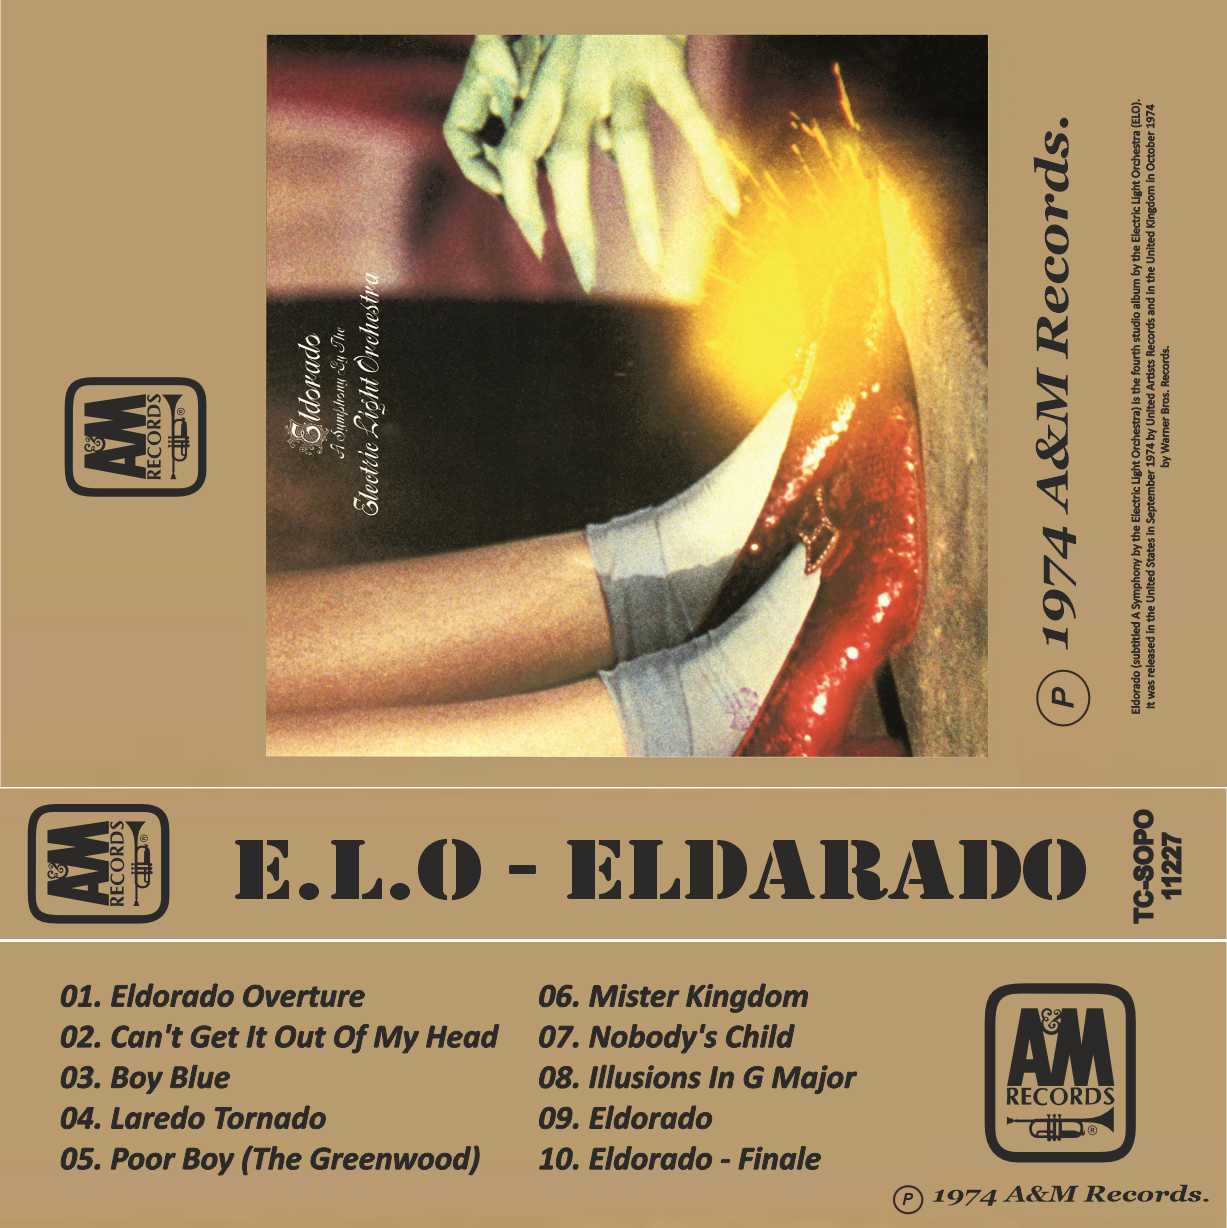 A&M
RECORDS
®
Eldorado
A Symphony By The
Electric Light Orchestra
P 1974 A&M Records.
Eldorado (subtitled A Symphony by the Electric Light Orchestra) is the fourth studio album by the Electric Light Orchestra (ELO).
It was released in the United States in September 1974 by United Artists Records and in the United Kingdom in October 1974
by Warner Bros. Records.
A&M
RECORDS
®
E.L.O - ELDARADO
TC-SOPO
11227
01. Eldorado Overture
02. Can't Get It Out Of My Head
03. Boy Blue
04. Laredo Tornado
05. Poor Boy (The Greenwood)
06. Mister Kingdom
07. Nobody's Child
08. Illusions In G Major
09. Eldorado
10. Eldorado - Finale
A&M
RECORDS
®
P 1974 A&M Records.